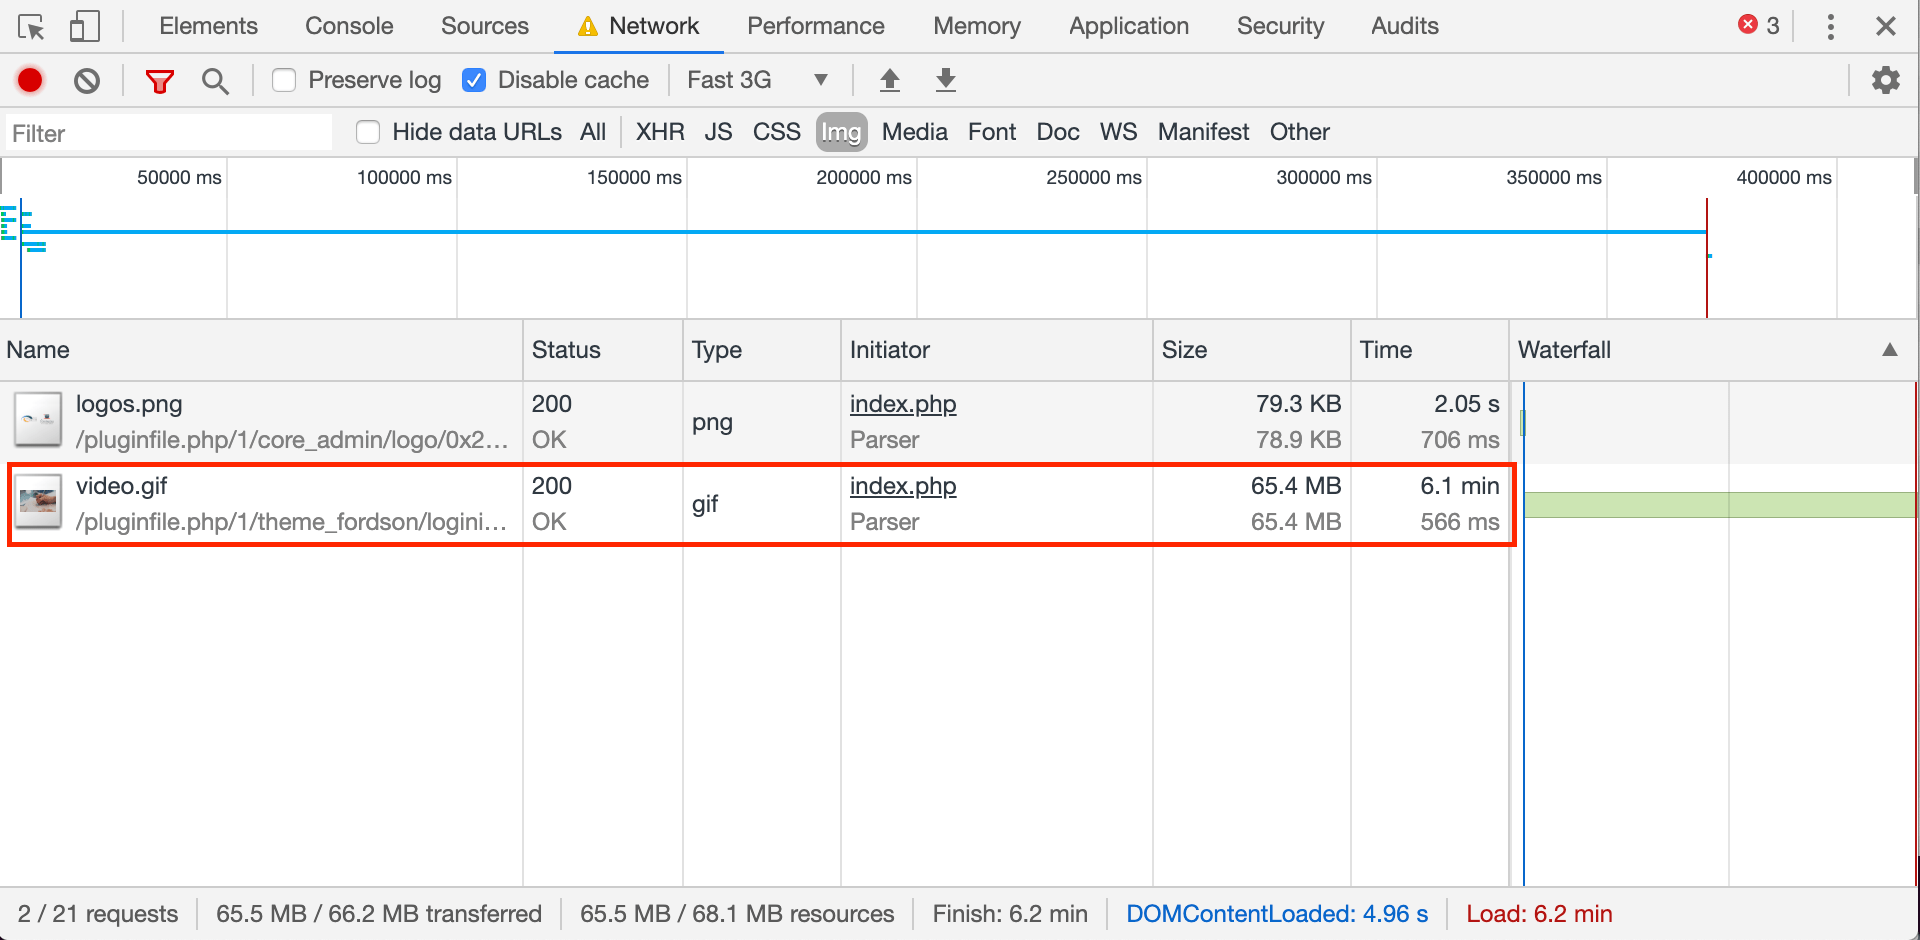 Elements Console Sources Network Performance Memory Application Security Audits 3
Preserve log Disable cache Fast 3G
Filter Hide data URLs All XHR JS CSS Img Media Font Doc WS Manifest Other
50000 ms 100000 ms 150000 ms 200000 ms 250000 ms 300000 ms 350000 ms 400000 ms
Name Status Type Initiator Size Time Waterfall
logos.png 200 png index.php 79.3 KB 2.05 s
/pluginfile.php/1/core_admin/logo/0x2... OK Parser 78.9 KB 706 ms
video.gif 200 gif index.php 65.4 MB 6.1 min
/pluginfile.php/1/theme_fordson/logini... OK Parser 65.4 MB 566 ms
2 / 21 requests 65.5 MB / 66.2 MB transferred 65.5 MB / 68.1 MB resources Finish: 6.2 min DOMContentLoaded: 4.96 s Load: 6.2 min